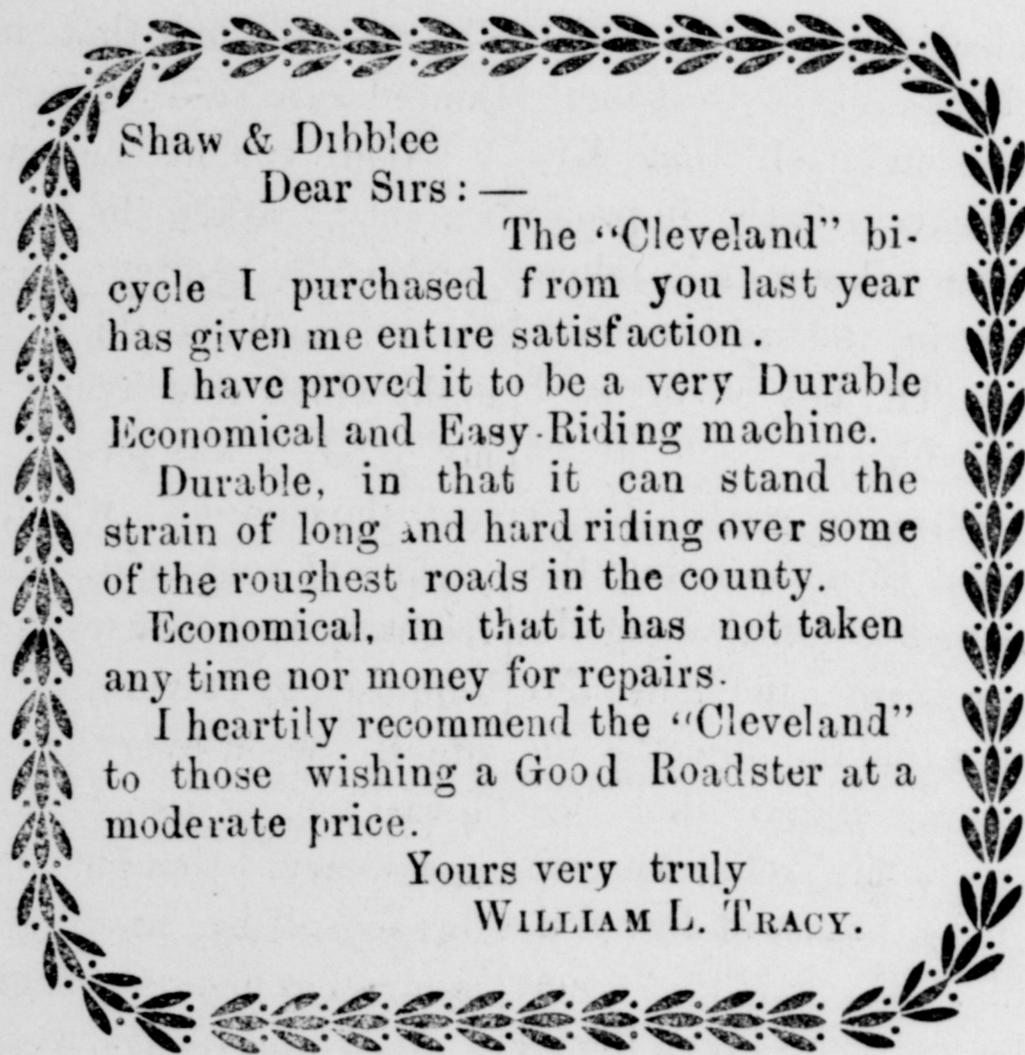 Shaw & Dibblee
Dear Sirs:—
The “Cleveland” bi-
cycle I purchased from you last year
has given me entire satisfaction.
I have proved it to be a very Durable
Economical and Easy-Riding machine.
Durable, in that it can stand the
strain of long and hard riding over some
of the roughest roads in the county.
Economical, in that it has not taken
any time nor money for repairs.
I heartily recommend the “Cleveland”
to those wishing a Good Roadster at a
moderate price.
Yours very truly
WILLIAM L. TRACY.